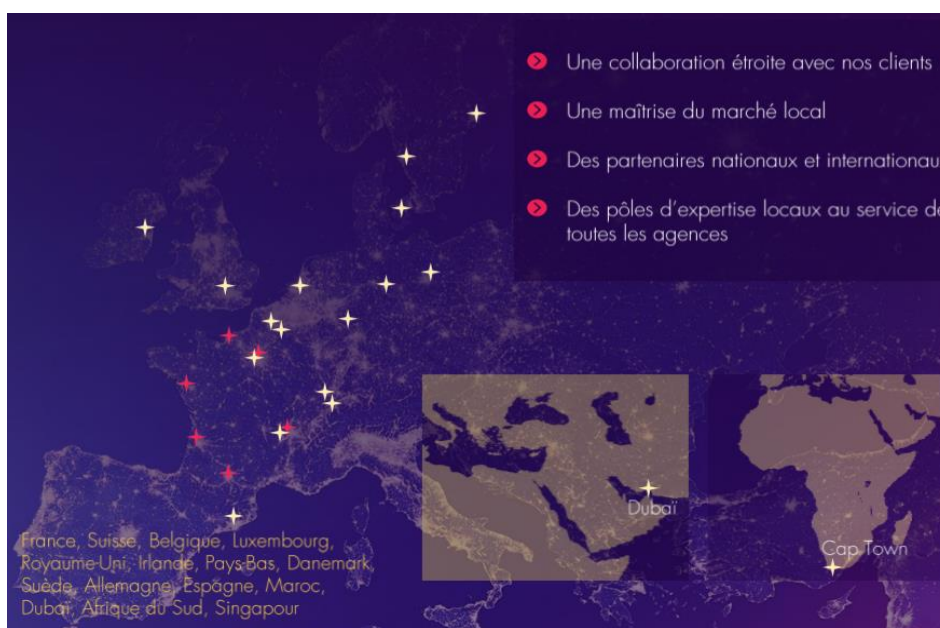 Une collaboration étroite avec nos clients
Une maîtrise du marché local
Des partenaires nationaux et internationau
Des pôles d'expertise locaux au service de
toutes les agences
Dubaï
Cap Town
France, Suisse, Belgique, Luxembourg,
Royaume-Uni, Irlande, Pays-Bas, Danemark,
Suède, Allemagne, Espagne, Maroc,
Dubaï, Afrique du Sud, Singapour